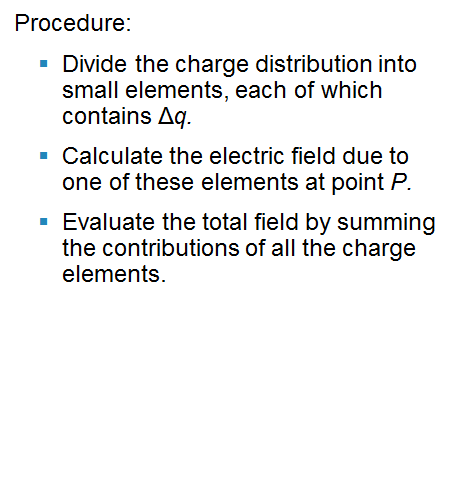 Procedure:
▪ Divide the charge distribution into
small elements, each of which
contains Δq.
▪ Calculate the electric field due to
one of these elements at point P.
▪ Evaluate the total field by summing
the contributions of all the charge
elements.